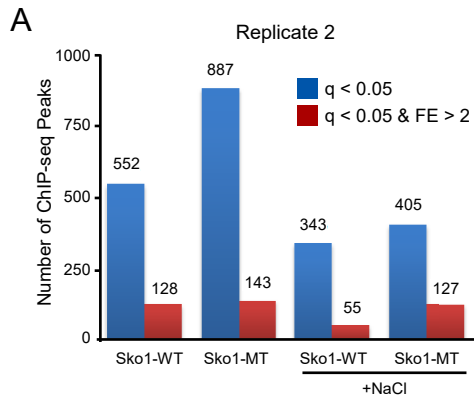 A
Replicate 2
Number of ChIP-seq Peaks
1000
750
500
250
0
q < 0.05
q < 0.05 & FE > 2
552
128
887
143
343
55
405
127
Sko1-WT
Sko1-MT
Sko1-WT
Sko1-MT
+NaCl